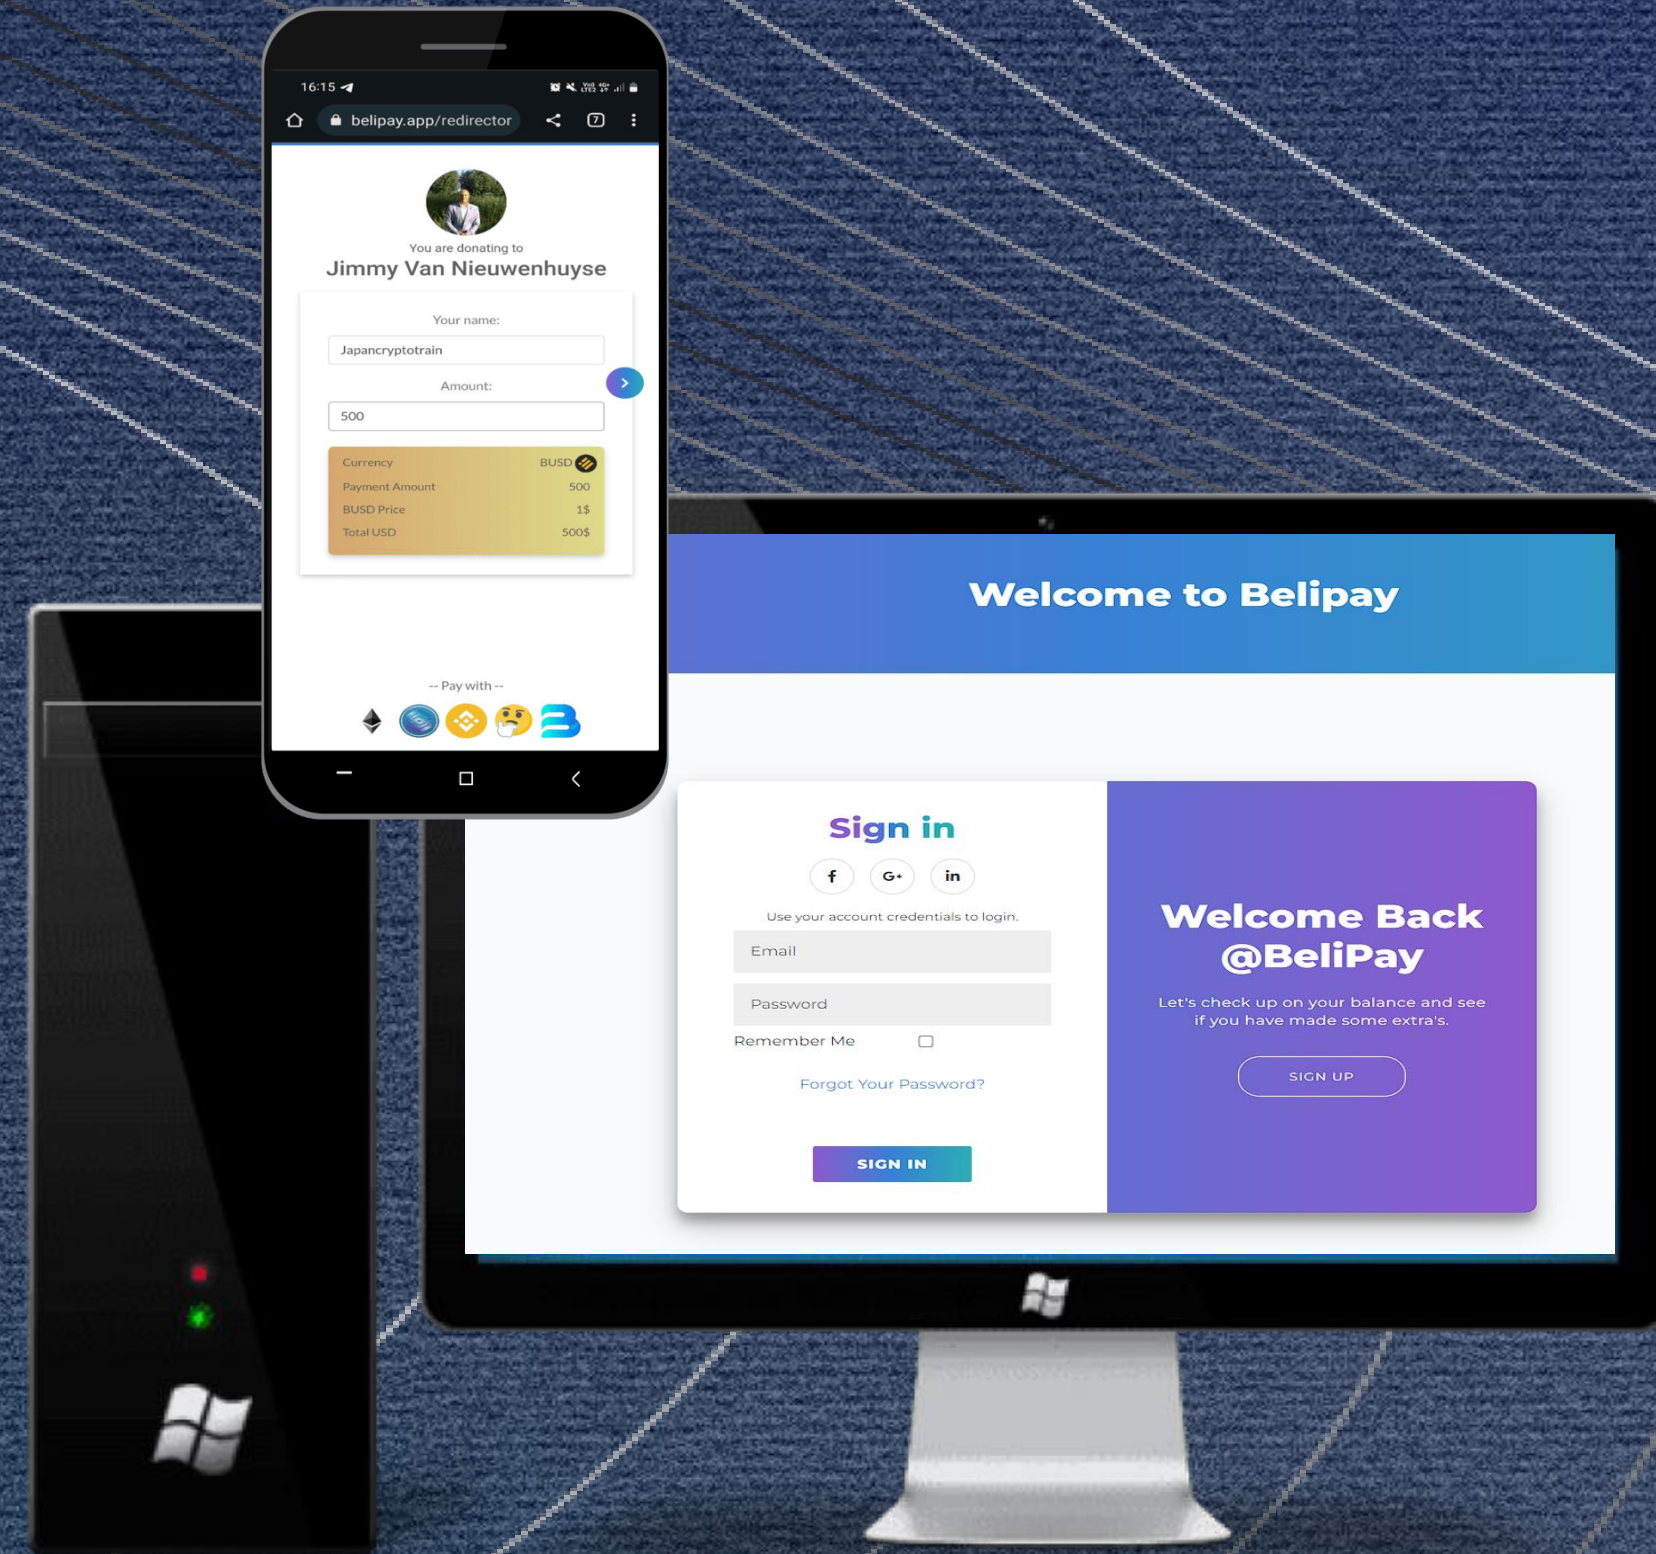 16:15
belipay.app/redirector
7
You are donating to
Jimmy Van Nieuwenhuyse
Your name:
Japancryptotrain
Amount:
500
Currency BUSD
Payment Amount 500
BUSD Price 1$
Total USD 500$
-- Pay with --
Welcome to Belipay
Sign in
f G+ in
Use your account credentials to login.
Email
Password
Remember Me
Forgot Your Password?
SIGN IN
Welcome Back
@BeliPay
Let's check up on your balance and see
if you have made some extra's.
SIGN UP